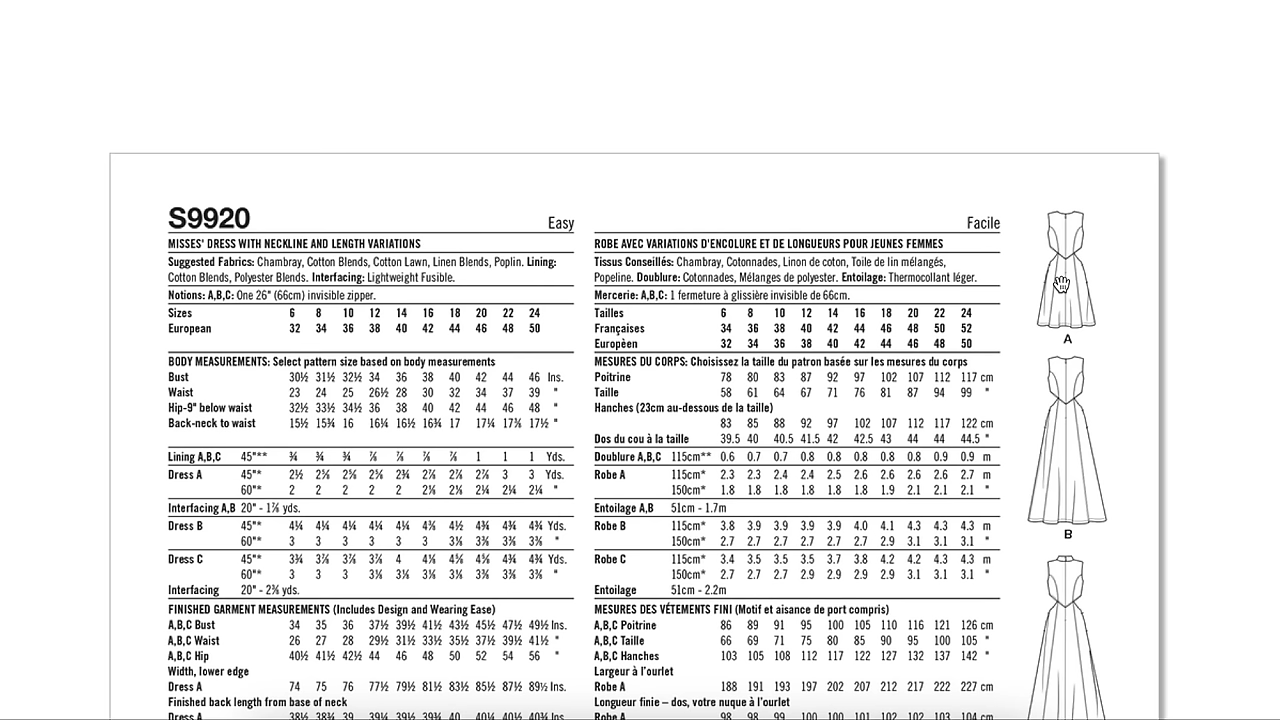 S9920 Easy
MISSES' DRESS WITH NECKLINE AND LENGTH VARIATIONS
Suggested Fabrics: Chambray, Cotton Blends, Cotton Lawn, Linen Blends, Poplin. Lining:
Cotton Blends, Polyester Blends. Interfacing: Lightweight Fusible.
Notions: A,B,C: One 26" (66cm) invisible zipper.
Sizes 6 8 10 12 14 16 18 20 22 24
European 32 34 36 38 40 42 44 46 48 50
BODY MEASUREMENTS: Select pattern size based on body measurements
Bust 30½ 31½ 32½ 34 36 38 40 42 44 46 Ins.
Waist 23 24 25 26½ 28 30 32 34 37 39 "
Hip-9" below waist 32½ 33½ 34½ 36 38 40 42 44 46 48 "
Back-neck to waist 15½ 15¾ 16 16¼ 16½ 16¾ 17 17¼ 17⅜ 17½ "
Lining A,B,C 45"** ¾ ¾ ¾ ⅞ ⅞ ⅞ ⅞ 1 1 1 Yds.
Dress A 45"* 2½ 2⅝ 2⅝ 2⅝ 2¾ 2⅞ 2⅞ 2⅞ 3 3 Yds.
60"* 2 2 2 2 2 2⅛ 2⅛ 2¼ 2¼ 2¼ "
Interfacing A,B 20" - 1⅞ yds.
Dress B 45"* 4¼ 4¼ 4¼ 4¼ 4¼ 4⅜ 4½ 4¾ 4¾ 4¾ Yds.
60"* 3 3 3 3 3 3 3⅛ 3⅜ 3⅜ 3⅜ "
Dress C 45"* 3¾ 3⅞ 3⅞ 3⅞ 4 4⅛ 4⅝ 4⅝ 4¾ 4¾ Yds.
60"* 3 3 3 3⅛ 3⅛ 3⅛ 3⅛ 3⅜ 3⅜ 3⅜ "
Interfacing 20" - 2⅜ yds.
FINISHED GARMENT MEASUREMENTS (Includes Design and Wearing Ease)
A,B,C Bust 34 35 36 37½ 39½ 41½ 43½ 45½ 47½ 49½ Ins.
A,B,C Waist 26 27 28 29½ 31½ 33½ 35½ 37½ 39½ 41½ "
A,B,C Hip 40½ 41½ 42½ 44 46 48 50 52 54 56 "
Width, lower edge
Dress A 74 75 76 77½ 79½ 81½ 83½ 85½ 87½ 89½ Ins.
Finished back length from base of neck
Dress A 38½ 38¾ 39 39¼ 39½ 39¾ 40 40¼ 40½ 40¾ Ins.
Facile
ROBE AVEC VARIATIONS D'ENCOLURE ET DE LONGUEURS POUR JEUNES FEMMES
Tissus Conseillés: Chambray, Cotonnades, Linon de coton, Toile de lin mélangés,
Popeline. Doublure: Cotonnades, Mélanges de polyester. Entoilage: Thermocollant léger.
Mercerie: A,B,C: 1 fermeture à glissière invisible de 66cm.
Tailles 6 8 10 12 14 16 18 20 22 24
Françaises 34 36 38 40 42 44 46 48 50 52
Europèen 32 34 36 38 40 42 44 46 48 50
MESURES DU CORPS: Choisissez la taille du patron basée sur les mesures du corps
Poitrine 78 80 83 87 92 97 102 107 112 117 cm
Taille 58 61 64 67 71 76 81 87 94 99 "
Hanches (23cm au-dessous de la taille)
83 85 88 92 97 102 107 112 117 122 cm
Dos du cou à la taille 39.5 40 40.5 41.5 42 42.5 43 44 44 44.5 "
Doublure A,B,C 115cm** 0.6 0.7 0.7 0.8 0.8 0.8 0.8 0.8 0.9 0.9 m
Robe A 115cm* 2.3 2.3 2.4 2.4 2.5 2.6 2.6 2.6 2.6 2.7 m
150cm* 1.8 1.8 1.8 1.8 1.8 1.8 1.9 2.1 2.1 2.1 "
Entoilage A,B 51cm - 1.7m
Robe B 115cm* 3.8 3.9 3.9 3.9 3.9 4.0 4.1 4.3 4.3 4.3 m
150cm* 2.7 2.7 2.7 2.7 2.7 2.7 2.9 3.1 3.1 3.1 "
Robe C 115cm* 3.4 3.5 3.5 3.5 3.7 3.8 4.2 4.2 4.3 4.3 m
150cm* 2.7 2.7 2.7 2.9 2.9 2.9 2.9 3.1 3.1 3.1 "
Entoilage 51cm - 2.2m
MESURES DES VÉTEMENTS FINI (Motif et aisance de port compris)
A,B,C Poitrine 86 89 91 95 100 105 110 116 121 126 cm
A,B,C Taille 66 69 71 75 80 85 90 95 100 105 "
A,B,C Hanches 103 105 108 112 117 122 127 132 137 142 "
Largeur à l'ourlet
Robe A 188 191 193 197 202 207 212 217 222 227 cm
Longueur finie – dos, votre nuque à l'ourlet
Robe A 98 98 99 100 100 101 102 102 103 104 cm
A
B